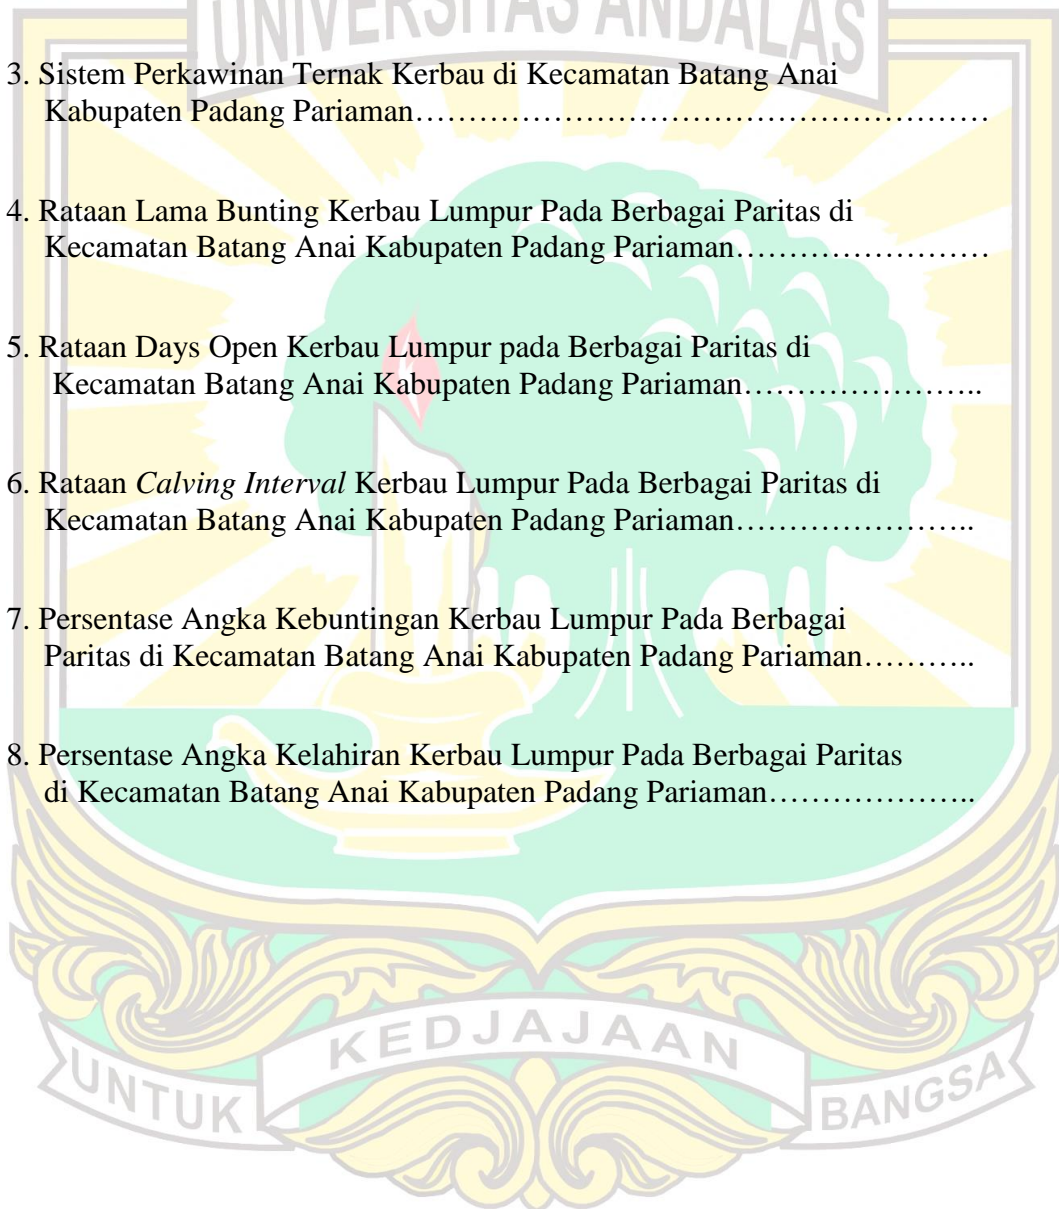 UNIVERSITAS ANDALAS
3. Sistem Perkawinan Ternak Kerbau di Kecamatan Batang Anai
Kabupaten Padang Pariaman………………………………………………
4. Rataan Lama Bunting Kerbau Lumpur Pada Berbagai Paritas di
Kecamatan Batang Anai Kabupaten Padang Pariaman……………………
5. Rataan Days Open Kerbau Lumpur pada Berbagai Paritas di
Kecamatan Batang Anai Kabupaten Padang Pariaman…………………..
6. Rataan Calving Interval Kerbau Lumpur Pada Berbagai Paritas di
Kecamatan Batang Anai Kabupaten Padang Pariaman…………………..
7. Persentase Angka Kebuntingan Kerbau Lumpur Pada Berbagai
Paritas di Kecamatan Batang Anai Kabupaten Padang Pariaman………..
8. Persentase Angka Kelahiran Kerbau Lumpur Pada Berbagai Paritas
di Kecamatan Batang Anai Kabupaten Padang Pariaman………………..
UNTUK KEDJAJAAN BANGSA